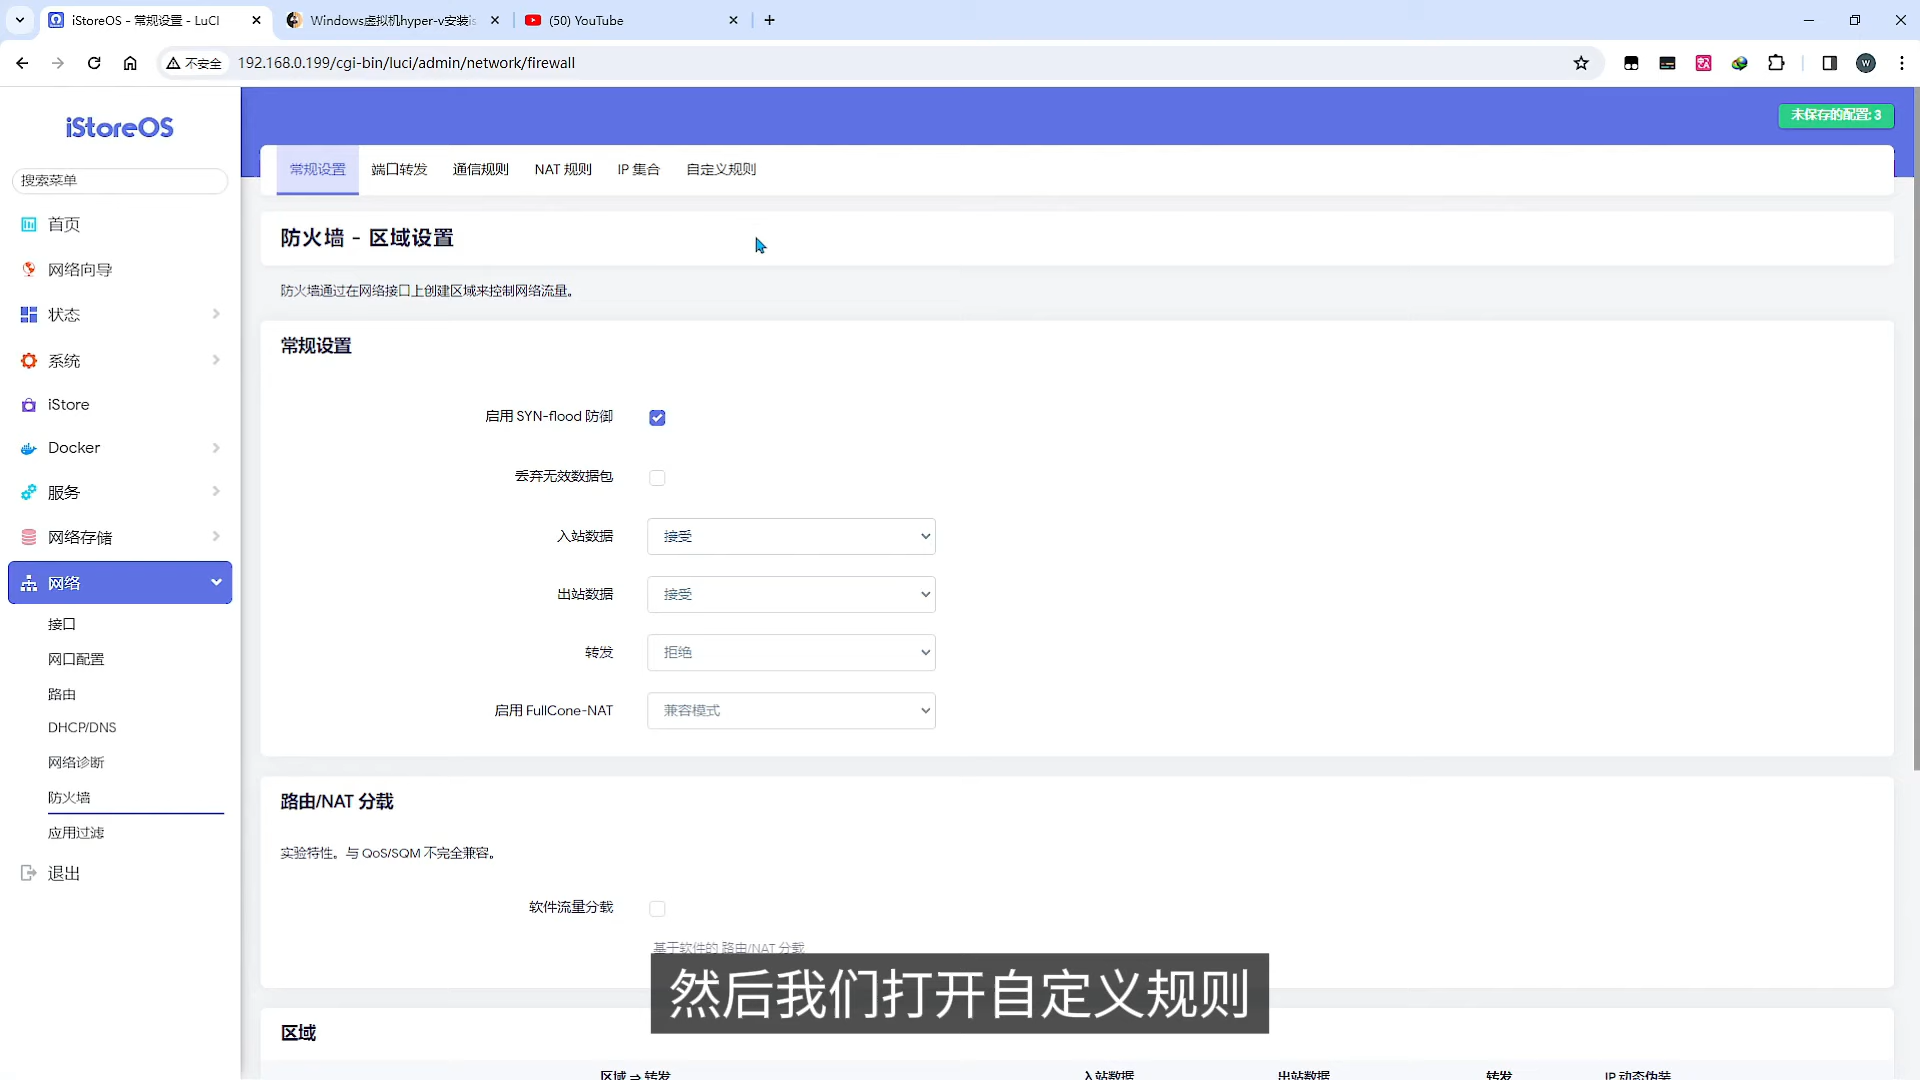 iStoreOS - 常规设置 - LuCI
Windows虚拟机hyper-v安装is
(50) YouTube
不安全
192.168.0.199/cgi-bin/luci/admin/network/firewall
W
iStoreOS
未保存的配置: 3
搜索菜单
首页
网络向导
状态
系统
iStore
Docker
服务
网络存储
网络
接口
网口配置
路由
DHCP/DNS
网络诊断
防火墙
应用过滤
退出
常规设置
端口转发
通信规则
NAT 规则
IP 集合
自定义规则
防火墙 - 区域设置
防火墙通过在网络接口上创建区域来控制网络流量。
常规设置
启用 SYN-flood 防御
丢弃无效数据包
入站数据
接受
出站数据
接受
转发
拒绝
启用 FullCone-NAT
兼容模式
路由/NAT 分载
实验特性。与 QoS/SQM 不完全兼容。
软件流量分载
基于软件的 路由/NAT 分载
然后我们打开自定义规则
区域
区域 ⇒ 转发
入站数据
出站数据
转发
IP 动态伪装